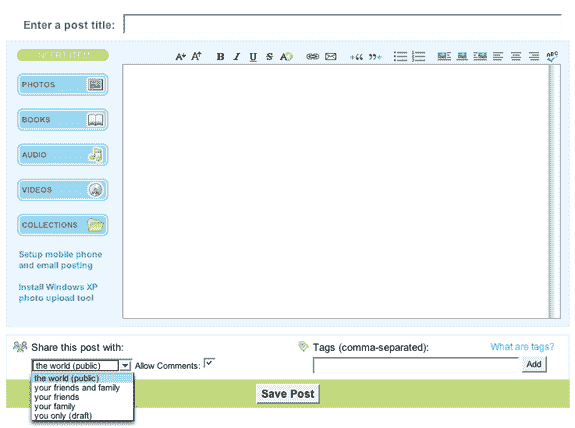 Enter a post title:
INSERT ITEM
B I U S A
ABC
PHOTOS
BOOKS
AUDIO
VIDEOS
COLLECTIONS
Setup mobile phone
and email posting
Install Windows XP
photo upload tool
Share this post with:
Tags (comma-separated):
What are tags?
the world (public)
Allow Comments:
Add
the world (public)
your friends and family
your friends
your family
you only (draft)
Save Post